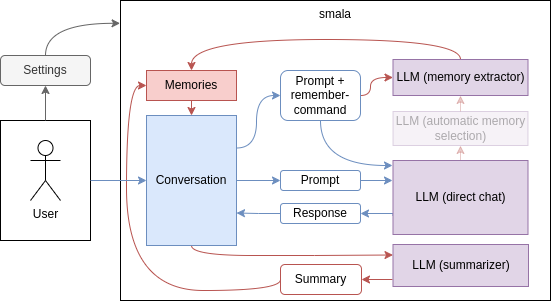 smala
Settings
Memories
Prompt +
remember-
command
LLM (memory extractor)
LLM (automatic memory
selection)
User
Conversation
Prompt
LLM (direct chat)
Response
Summary
LLM (summarizer)